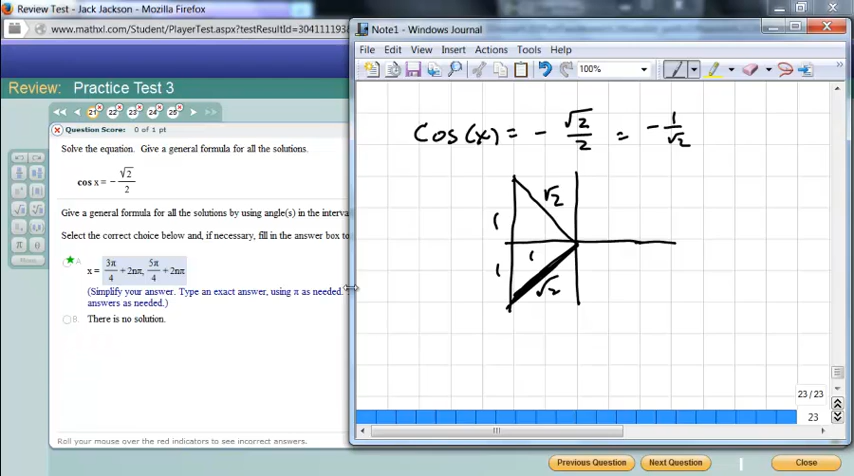 Review Test - Jack Jackson - Mozilla Firefox
www.mathxl.com/Student/PlayerTest.aspx?testResultId=304111193
Review: Practice Test 3
21 22 23 24 25
Question Score: 0 of 1 pt
Solve the equation. Give a general formula for all the solutions.
cos x = - √2/2
Give a general formula for all the solutions by using angle(s) in the interva
Select the correct choice below and, if necessary, fill in the answer box to
A.
x = 3π/4 + 2nπ, 5π/4 + 2nπ
(Simplify your answer. Type an exact answer, using π as needed.
answers as needed.)
B. There is no solution.
Roll your mouse over the red indicators to see incorrect answers.
More...
Note1 - Windows Journal
File Edit View Insert Actions Tools Help
100%
Cos(x) = - √2/2 = - 1/√2
√2
1
1
1
√2
23 / 23
23
Previous Question Next Question Close